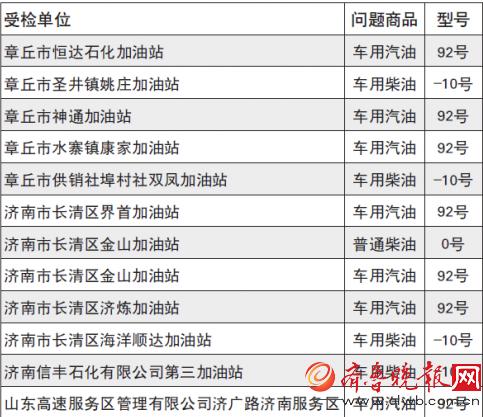 受检单位 问题商品 型号
章丘市恒达石化加油站 车用汽油 92号
章丘市圣井镇姚庄加油站 车用柴油 -10号
章丘市神通加油站 车用汽油 92号
章丘市水寨镇康家加油站 车用汽油 92号
章丘市供销社埠村社双凤加油站 车用柴油 -10号
济南市长清区界首加油站 车用汽油 92号
济南市长清区金山加油站 普通柴油 0号
济南市长清区金山加油站 车用汽油 92号
济南市长清区济炼加油站 车用汽油 92号
济南市长清区海洋顺达加油站 车用柴油 -10号
济南信丰石化有限公司第三加油站 车用柴油
齐鲁晚报网
山东高速服务区管理有限公司济广路济南服务区 车用汽油 92号